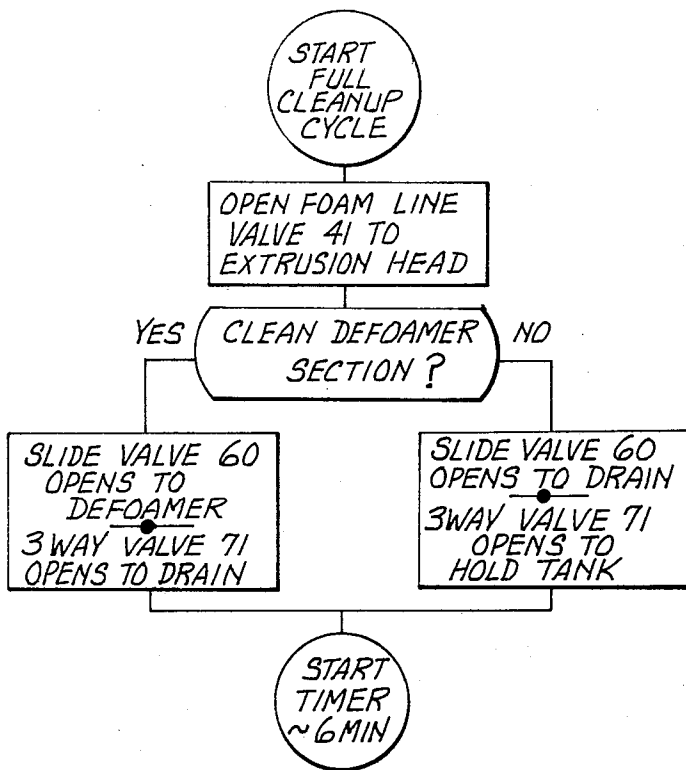 START
FULL
CLEANUP
CYCLE
OPEN FOAM LINE
VALVE 41 TO
EXTRUSION HEAD
YES
CLEAN DEFOAMER
SECTION?
NO
SLIDE VALVE 60
OPENS TO
DEFOAMER
3 WAY VALVE 71
OPENS TO DRAIN
SLIDE VALVE 60
OPENS TO DRAIN
3WAY VALVE 71
OPENS TO
HOLD TANK
START
TIMER
~6 MIN